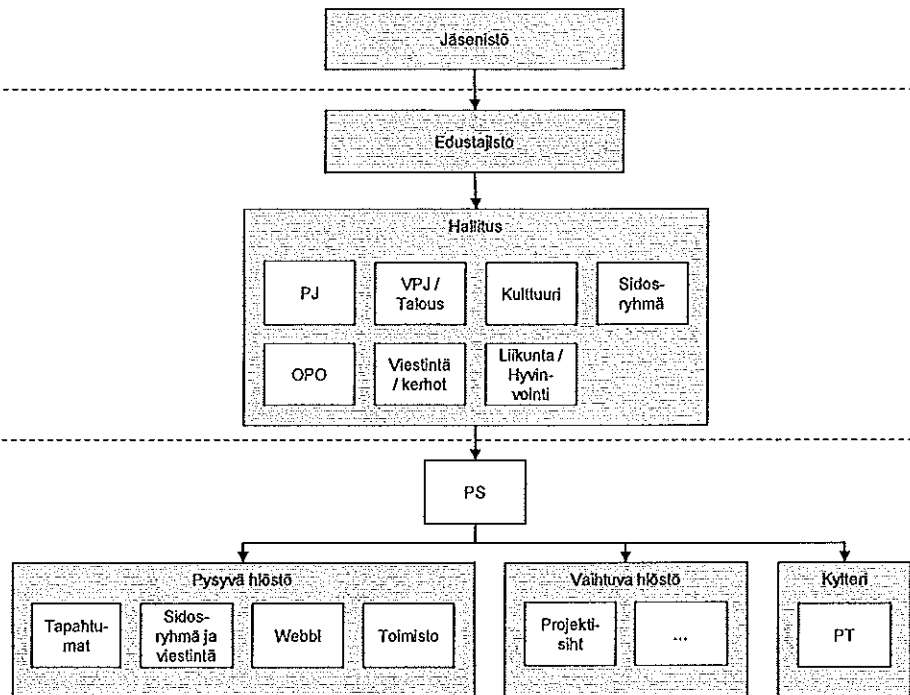 Jäsenistö
Edustajisto
Hallitus
PJ
VPJ /
Talous
Kulttuuri
Sidos-
ryhmä
OPO
Viestintä
/ kerhot
Liikunta /
Hyvin-
vointi
PS
Pysyvä hlöstö
Tapahtu-
mat
Sidos-
ryhmä ja
viestintä
Webbi
Toimisto
Vaihtuva hlöstö
Projekti-
siht
...
Kylteri
PT